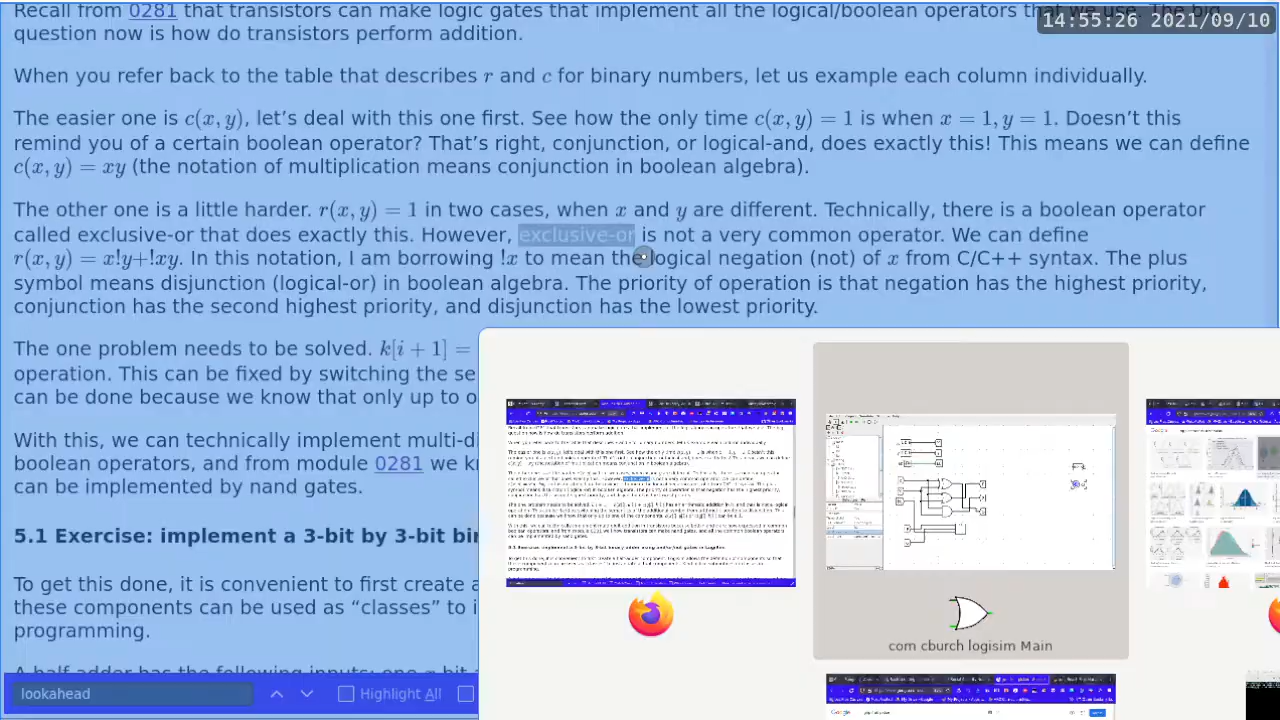 Recall from 0281 that transistors can make logic gates that implement all the logical/boolean operators that we use. The big
14:55:26 2021/09/10
question now is how do transistors perform addition.
When you refer back to the table that describes r and c for binary numbers, let us example each column individually.
The easier one is c(x, y), let’s deal with this one first. See how the only time c(x, y) = 1 is when x = 1, y = 1. Doesn’t this
remind you of a certain boolean operator? That’s right, conjunction, or logical-and, does exactly this! This means we can define
c(x, y) = xy (the notation of multiplication means conjunction in boolean algebra).
The other one is a little harder. r(x, y) = 1 in two cases, when x and y are different. Technically, there is a boolean operator
called exclusive-or that does exactly this. However, exclusive-or is not a very common operator. We can define
r(x, y) = x!y+!xy. In this notation, I am borrowing !x to mean the logical negation (not) of x from C/C++ syntax. The plus
symbol means disjunction (logical-or) in boolean algebra. The priority of operation is that negation has the highest priority,
conjunction has the second highest priority, and disjunction has the lowest priority.
The one problem needs to be solved. k[i + 1] =
operation. This can be fixed by switching the se
can be done because we know that only up to o
With this, we can technically implement multi-d
boolean operators, and from module 0281 we k
can be implemented by nand gates.
5.1 Exercise: implement a 3-bit by 3-bit
To get this done, it is convenient to first create a
these components can be used as “classes” to i
programming.
A half adder has the following inputs: one x bit a
com cburch logisim Main
lookahead
Highlight All
Google